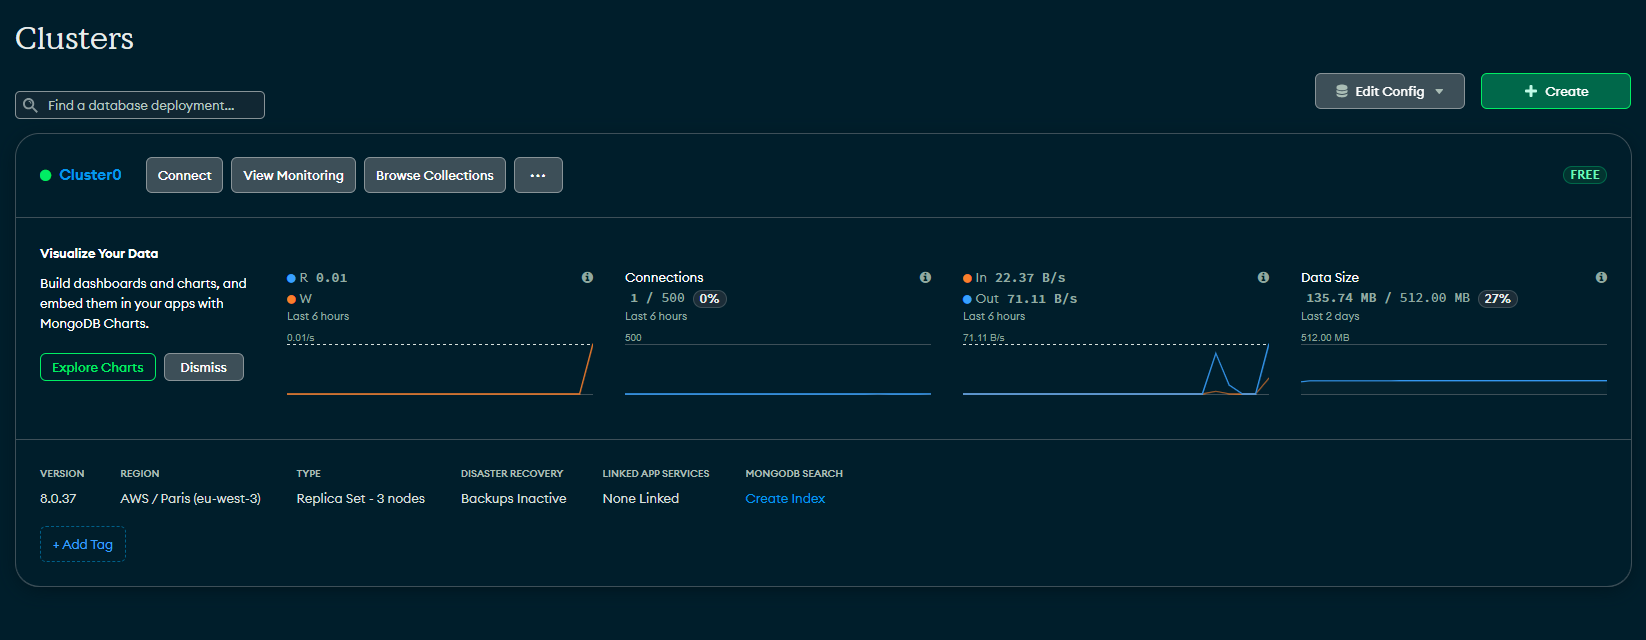 Clusters
Find a database deployment...
Edit Config
+ Create
Cluster0
Connect
View Monitoring
Browse Collections
...
FREE
Visualize Your Data
Build dashboards and charts, and
embed them in your apps with
MongoDB Charts.
Explore Charts
Dismiss
R 0.01
W
Last 6 hours
0.01/s
Connections
1 / 500 0%
Last 6 hours
500
In 22.37 B/s
Out 71.11 B/s
Last 6 hours
71.11 B/s
Data Size
135.74 MB / 512.00 MB 27%
Last 2 days
512.00 MB
VERSION
8.0.37
REGION
AWS / Paris (eu-west-3)
TYPE
Replica Set - 3 nodes
DISASTER RECOVERY
Backups Inactive
LINKED APP SERVICES
None Linked
MONGODB SEARCH
Create Index
+ Add Tag